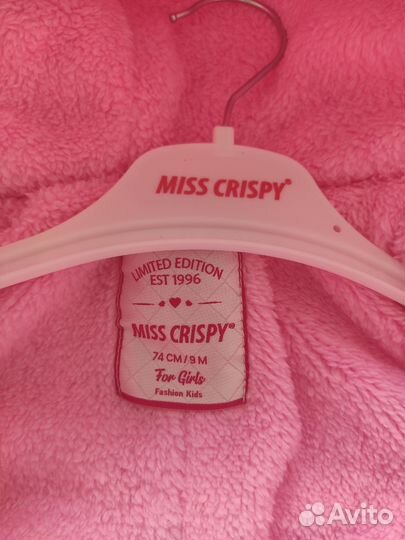 MISS CRISPY®
LIMITED EDITION
EST 1996
MISS CRISPY®
74 CM / 9 M
For Girls
Fashion Kids
Avito